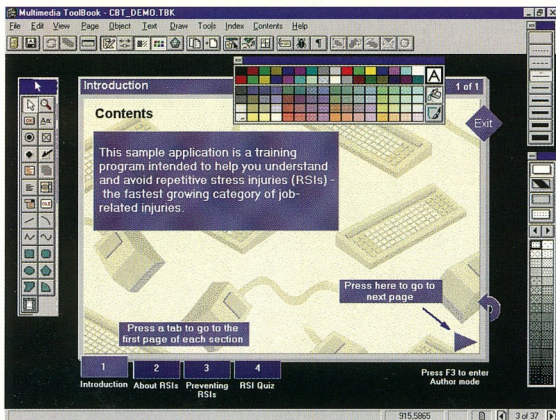 Multimedia ToolBook - CBT_DEMO.TBK
File Edit View Page Object Text Draw Tools Index Contents Help
Introduction
1 of 1
A
Contents
Exit
This sample application is a training
program intended to help you understand
and avoid repetitive stress injuries (RSIs) -
the fastest growing category of job-
related injuries.
OLE
Press here to go to
next page
Press a tab to go to the
first page of each section
1
Introduction
2
About RSIs
3
Preventing
RSIs
4
RSI Quiz
Press F3 to enter
Author mode
915,5865
3 of 37